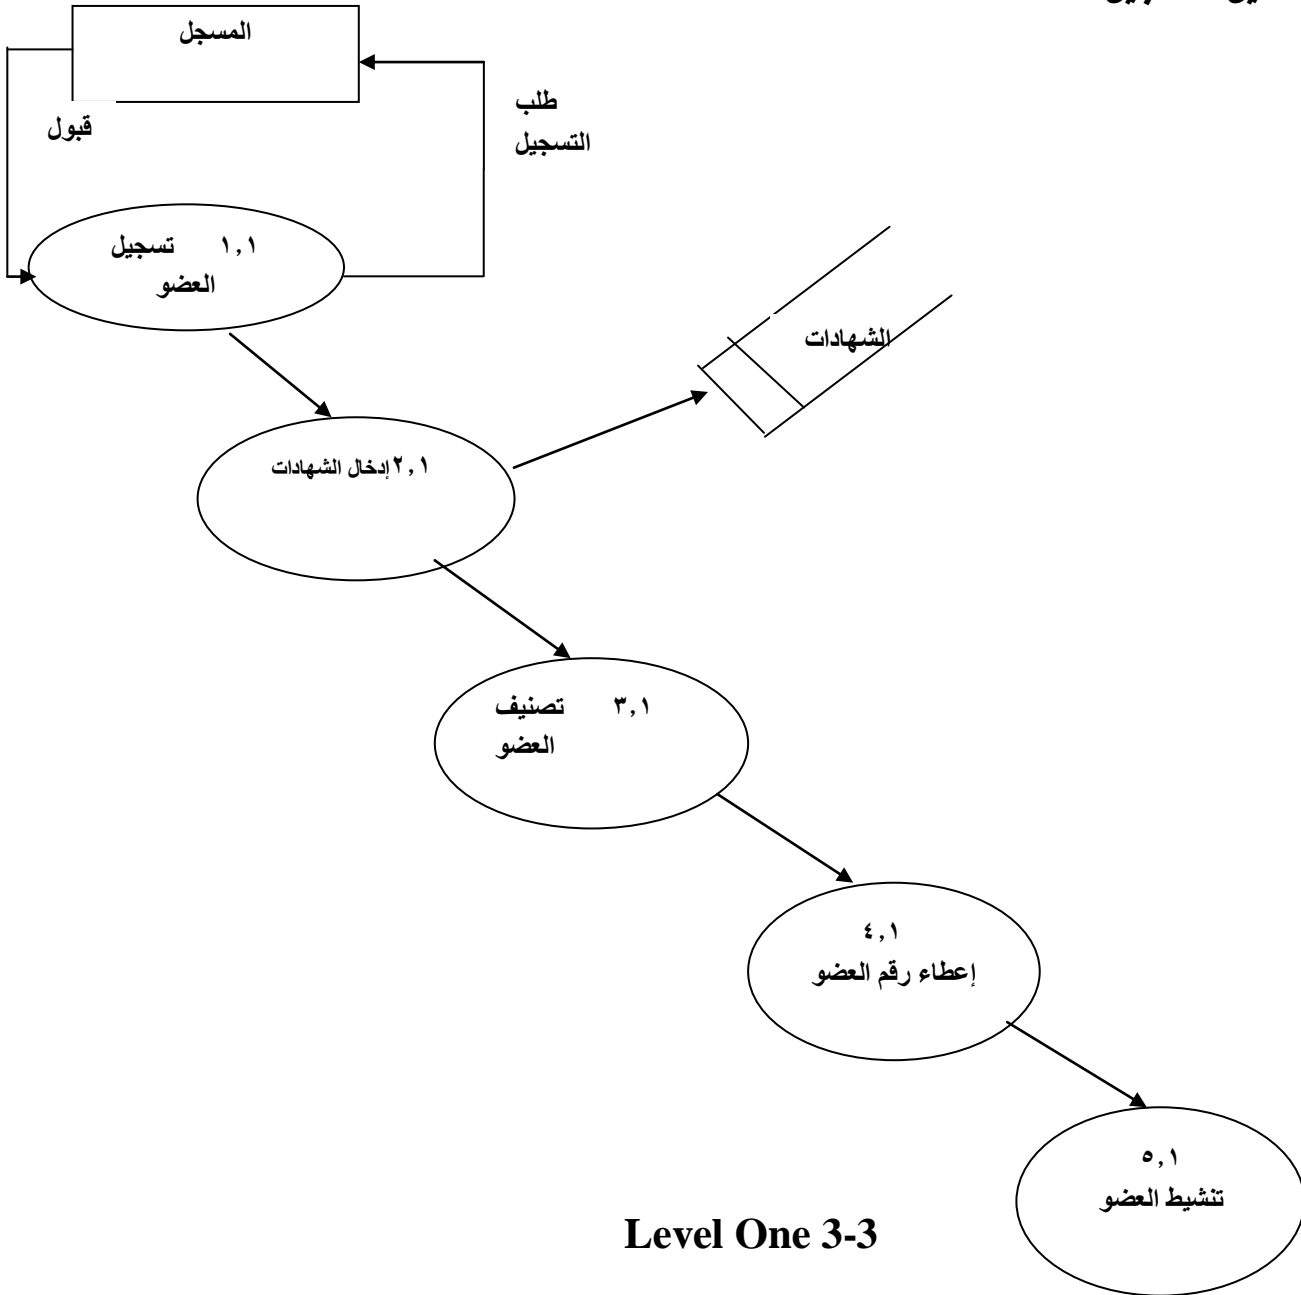 المسجل
طلب
التسجيل
قبول
١,١ تسجيل
العضو
الشهادات
٢,١ إدخال الشهادات
٣,١ تصنيف
العضو
٤,١
إعطاء رقم العضو
٥,١
تنشيط العضو
Level One 3-3